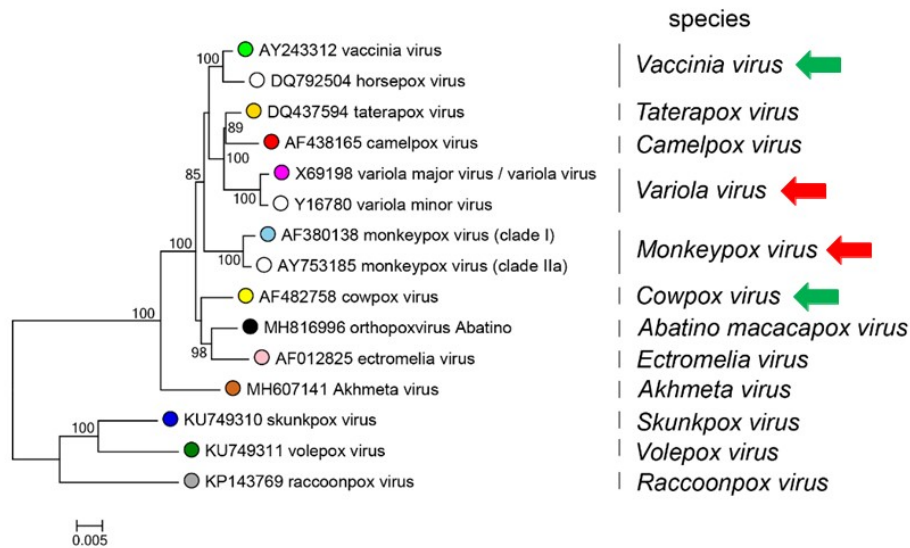 species
100
AY243312 vaccinia virus
Vaccinia virus
DQ792504 horsepox virus
DQ437594 taterapox virus
Taterapox virus
89
AF438165 camelpox virus
Camelpox virus
100
85
X69198 variola major virus / variola virus
Variola virus
100
Y16780 variola minor virus
AF380138 monkeypox virus (clade I)
Monkeypox virus
100
100
AY753185 monkeypox virus (clade IIa)
AF482758 cowpox virus
Cowpox virus
100
MH816996 orthopoxvirus Abatino
Abatino macacapox virus
98
AF012825 ectromelia virus
Ectromelia virus
MH607141 Akhmeta virus
Akhmeta virus
KU749310 skunkpox virus
Skunkpox virus
100
KU749311 volepox virus
Volepox virus
KP143769 raccoonpox virus
Raccoonpox virus
0.005